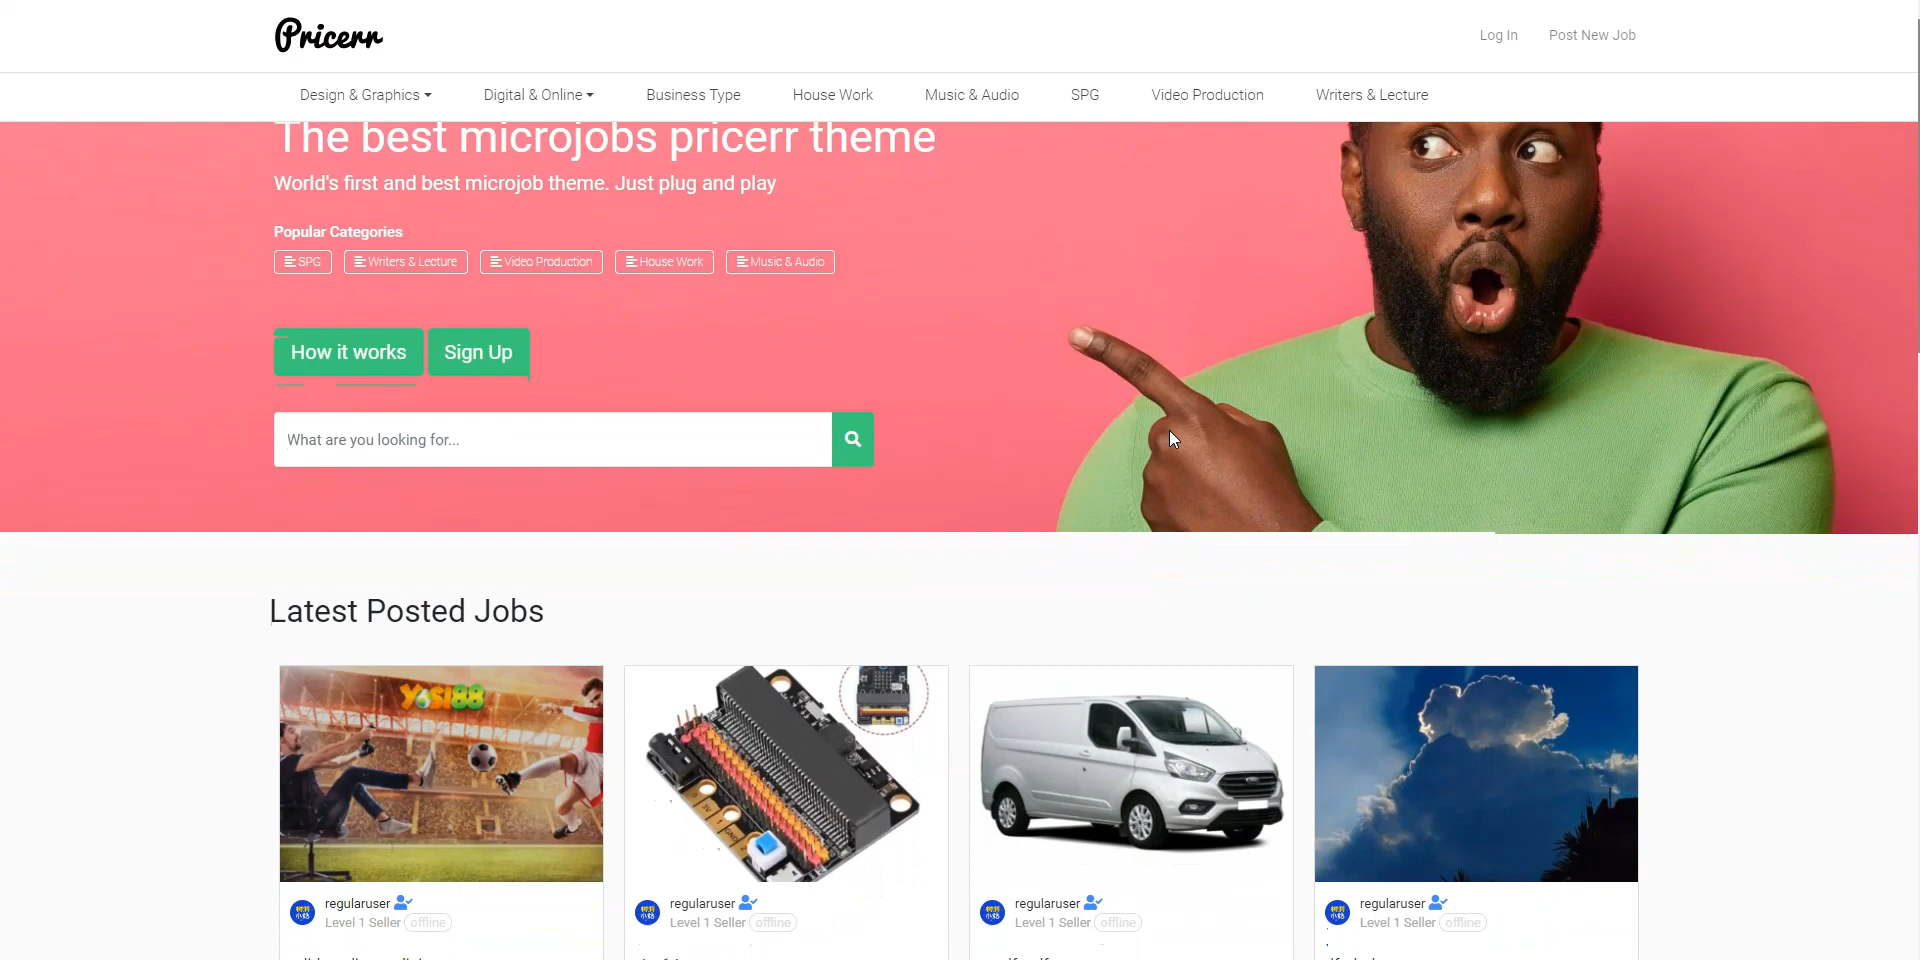 Pricerr
Log In
Post New Job
Design & Graphics
Digital & Online
Business Type
House Work
Music & Audio
SPG
Video Production
Writers & Lecture
The best microjobs pricerr theme
World's first and best microjob theme. Just plug and play
Popular Categories
SPG
Writers & Lecture
Video Production
House Work
Music & Audio
How it works
Sign Up
What are you looking for...
Latest Posted Jobs
regularuser
Level 1 Seller offline
regularuser
Level 1 Seller offline
regularuser
Level 1 Seller offline
regularuser
Level 1 Seller offline